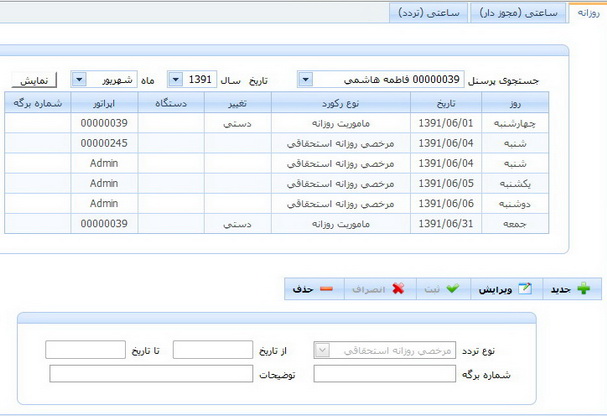 روزانه ساعتی (مجوز دار) ساعتی (تردد)
جستجوی پرسنل 00000039 فاطمه هاشمی تاریخ سال 1391 ماه شهریور نمایش
روز تاریخ نوع رکورد تغییر دستگاه اپراتور شماره برگه
چهارشنبه 1391/06/01 ماموریت روزانه دستی 00000039
شنبه 1391/06/04 مرخصی روزانه استحقاقی 00000245
شنبه 1391/06/04 مرخصی روزانه استحقاقی Admin
یکشنبه 1391/06/05 مرخصی روزانه استحقاقی Admin
دوشنبه 1391/06/06 مرخصی روزانه استحقاقی Admin
جمعه 1391/06/31 ماموریت روزانه دستی 00000039
جدید ویرایش ثبت انصراف حذف
نوع تردد مرخصی روزانه استحقاقی از تاریخ تا تاریخ
شماره برگه توضیحات